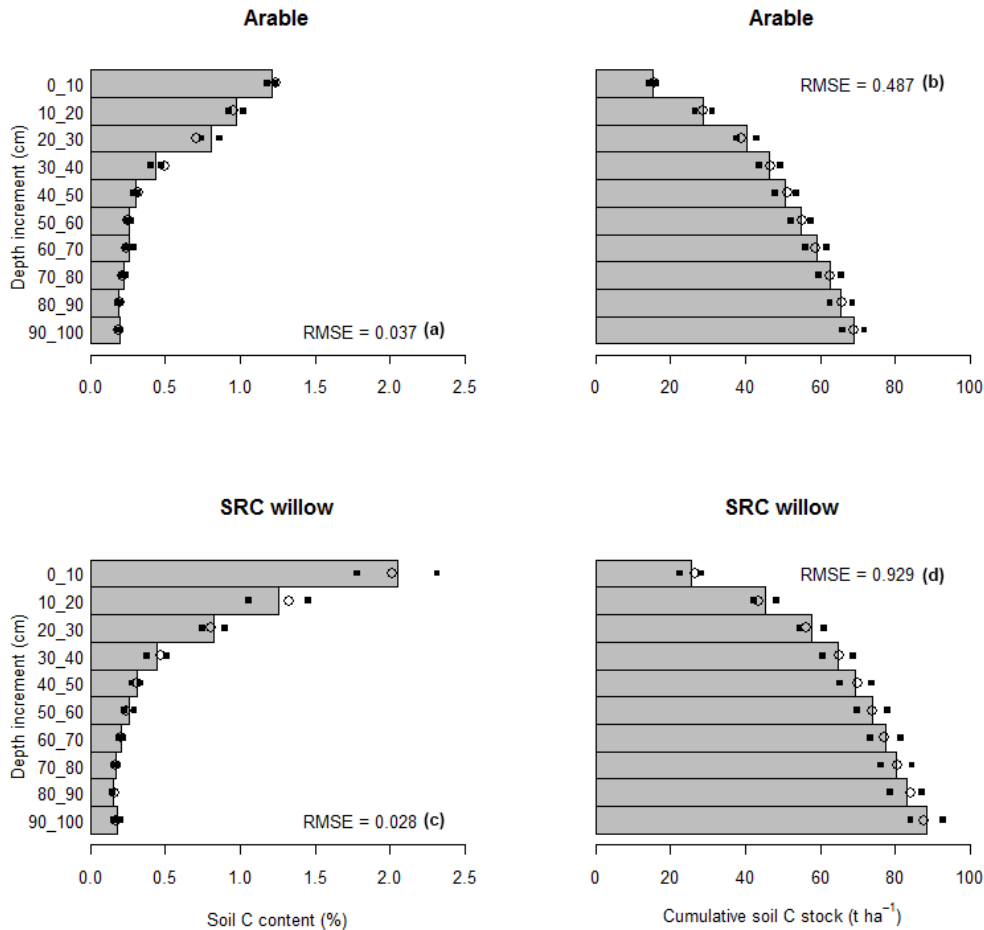 Arable
Depth increment (cm)
0_10
10_20
20_30
30_40
40_50
50_60
60_70
70_80
80_90
90_100
RMSE = 0.037 (a)
0.0 0.5 1.0 1.5 2.0 2.5
Arable
RMSE = 0.487 (b)
0 20 40 60 80 100
SRC willow
Depth increment (cm)
0_10
10_20
20_30
30_40
40_50
50_60
60_70
70_80
80_90
90_100
RMSE = 0.028 (c)
0.0 0.5 1.0 1.5 2.0 2.5
Soil C content (%)
SRC willow
RMSE = 0.929 (d)
0 20 40 60 80 100
Cumulative soil C stock (t ha⁻¹)